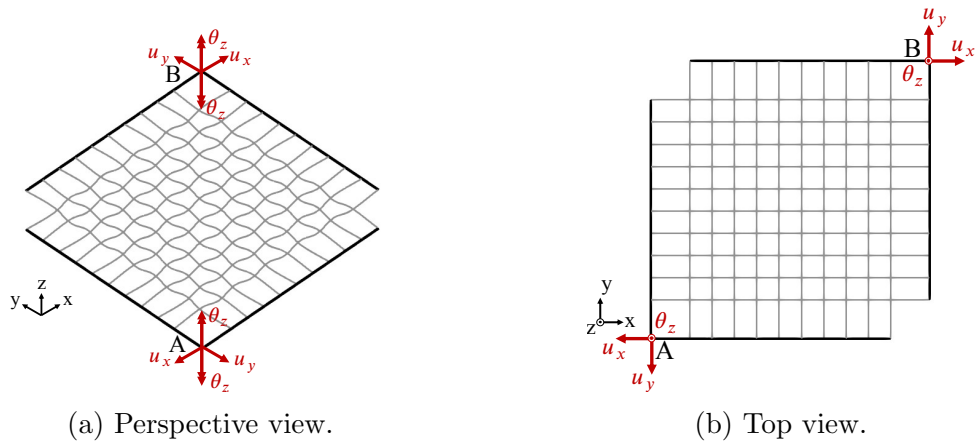 θz
uy
ux
B
θz
z
y
x
θz
A
ux
uy
θz
(a) Perspective view.
uy
B
ux
θz
y
z
x
θz
ux
A
uy
(b) Top view.